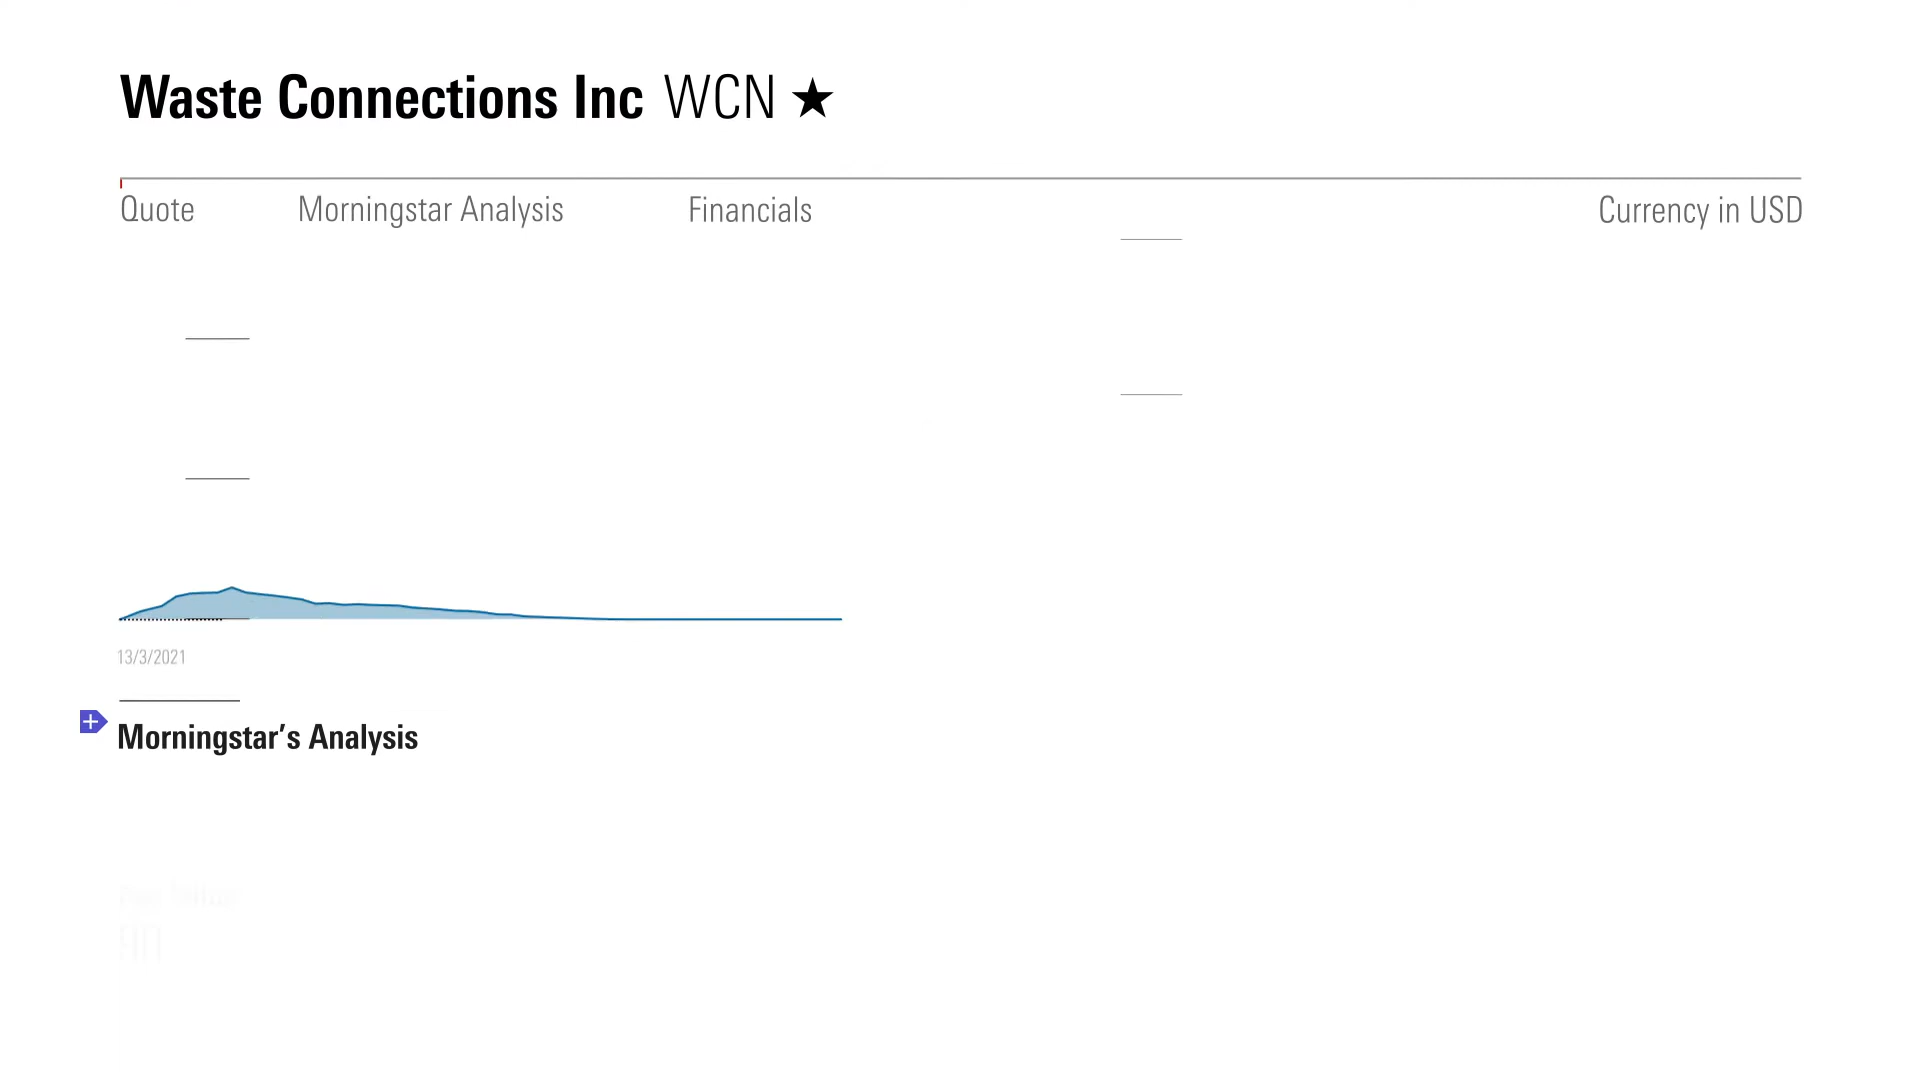 Waste Connections Inc WCN ★
Quote Morningstar Analysis Financials Currency in USD
13/3/2021
Morningstar’s Analysis